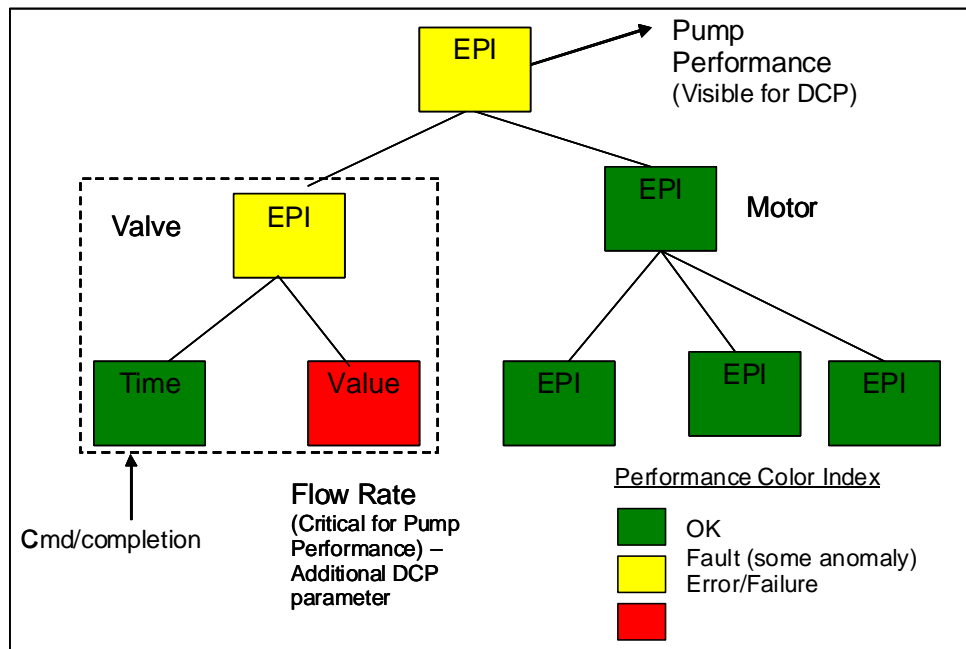 EPI
Pump
Performance
(Visible for DCP)
Valve
EPI
EPI
Motor
Time
Value
EPI
EPI
EPI
Cmd/completion
Flow Rate
(Critical for Pump
Performance) –
Additional DCP
parameter
Performance Color Index
OK
Fault (some anomaly)
Error/Failure